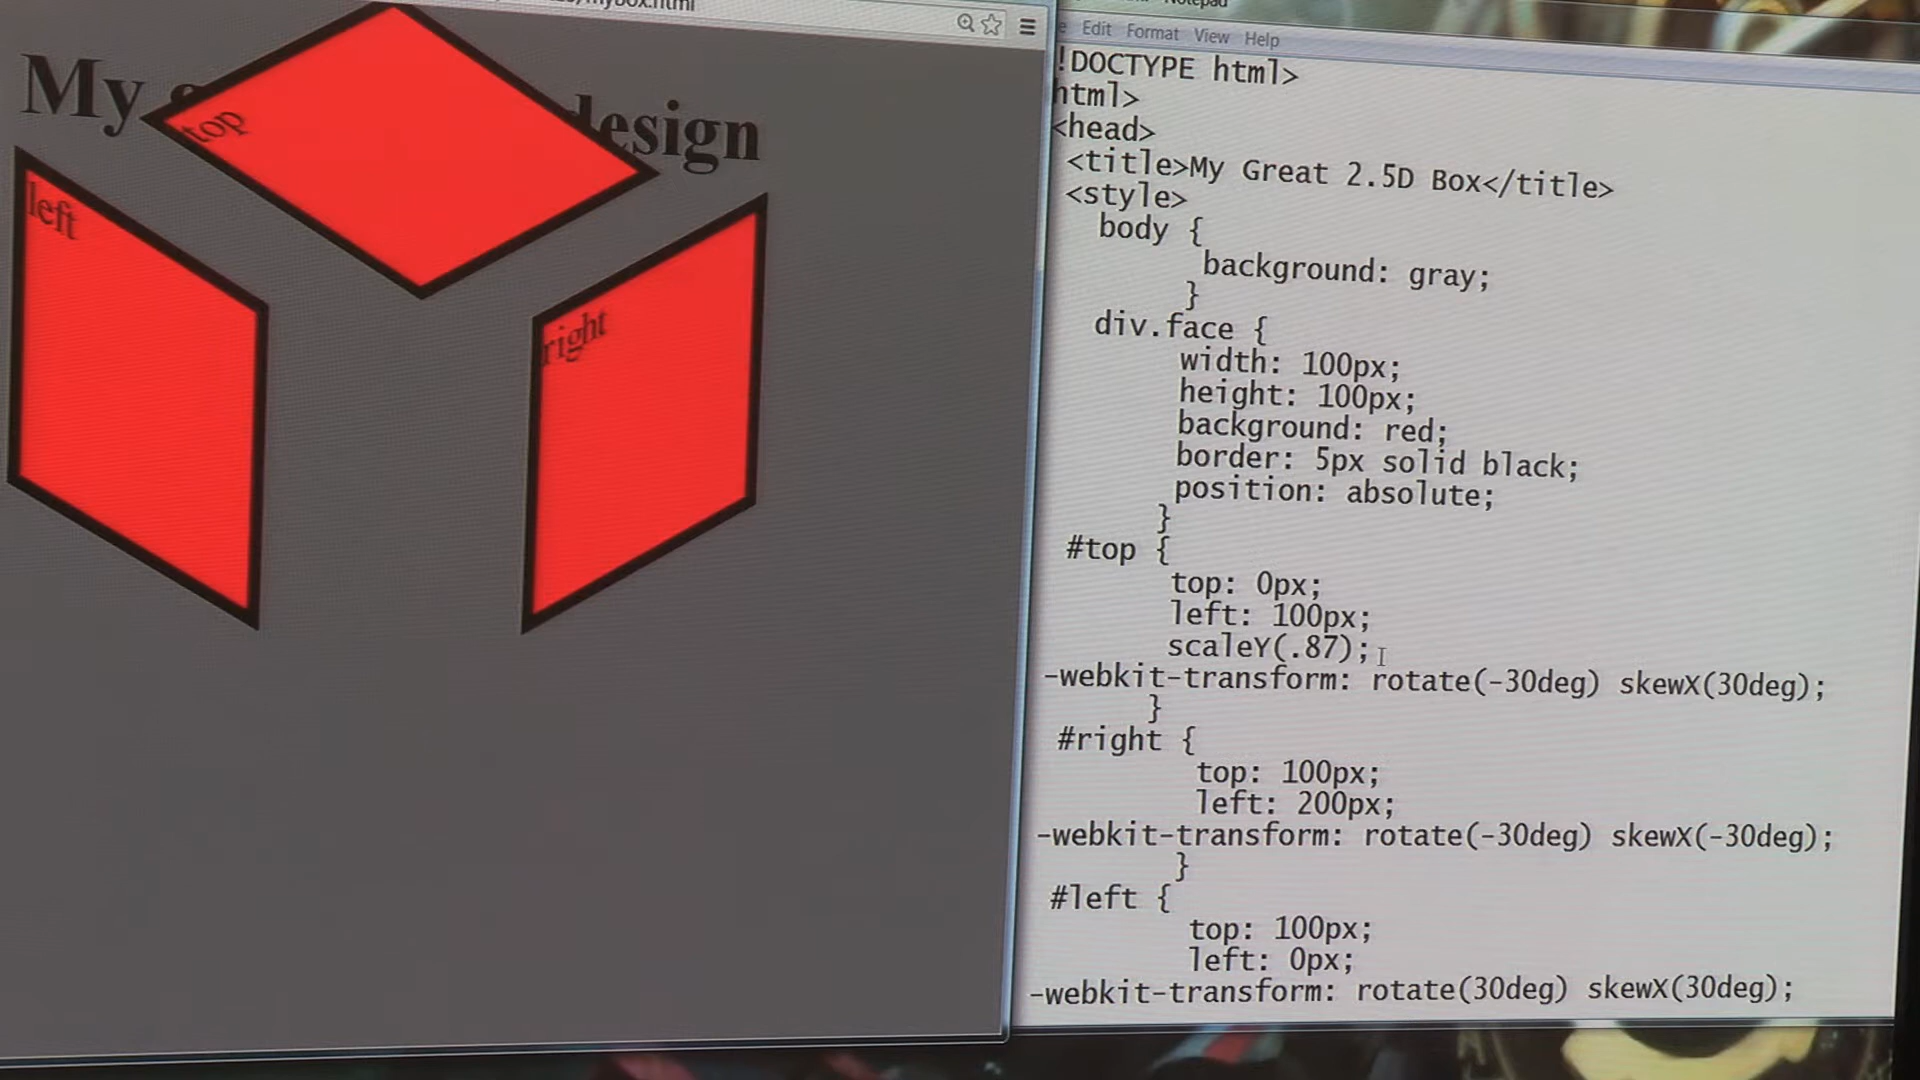 mybox.html
My design
top
left
right
Notepad
Edit Format View Help
!DOCTYPE html>
html>
<head>
<title>My Great 2.5D Box</title>
<style>
body {
background: gray;
}
div.face {
width: 100px;
height: 100px;
background: red;
border: 5px solid black;
position: absolute;
}
#top {
top: 0px;
left: 100px;
scaleY(.87);
-webkit-transform: rotate(-30deg) skewX(30deg);
}
#right {
top: 100px;
left: 200px;
-webkit-transform: rotate(-30deg) skewX(-30deg);
}
#left {
top: 100px;
left: 0px;
-webkit-transform: rotate(30deg) skewX(30deg);